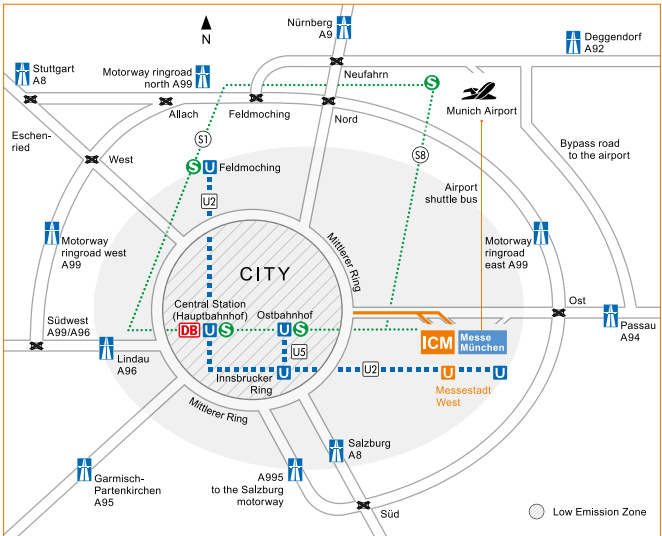 N
Nürnberg
A9
Deggendorf
A92
Stuttgart
A8
Motorway ringroad
north A99
Neufahrn
S
Munich Airport
Allach
Feldmoching
Nord
Eschen-
ried
West
S1
S8
Bypass road
to the airport
S U Feldmoching
U2
Airport
shuttle bus
Motorway
ringroad west
A99
Mittlerer Ring
Motorway
ringroad
east A99
CITY
Central Station
(Hauptbahnhof)
Ostbahnhof
DB U S
U S
Ost
Südwest
A99/A96
ICM
Messe
München
Passau
A94
Lindau
A96
U5
Innsbrucker
Ring
U
U2
U
U
Messestadt
West
Mittlerer Ring
Salzburg
A8
Garmisch-
Partenkirchen
A95
A995
to the Salzburg
motorway
Süd
Low Emission Zone